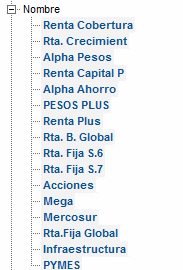 Nombre
Renta Cobertura
Rta. Crecimient
Alpha Pesos
Renta Capital P
Alpha Ahorro
PESOS PLUS
Renta Plus
Rta. B. Global
Rta. Fija S.6
Rta. Fija S.7
Acciones
Mega
Mercosur
Rta.Fija Global
Infraestructura
PYMES